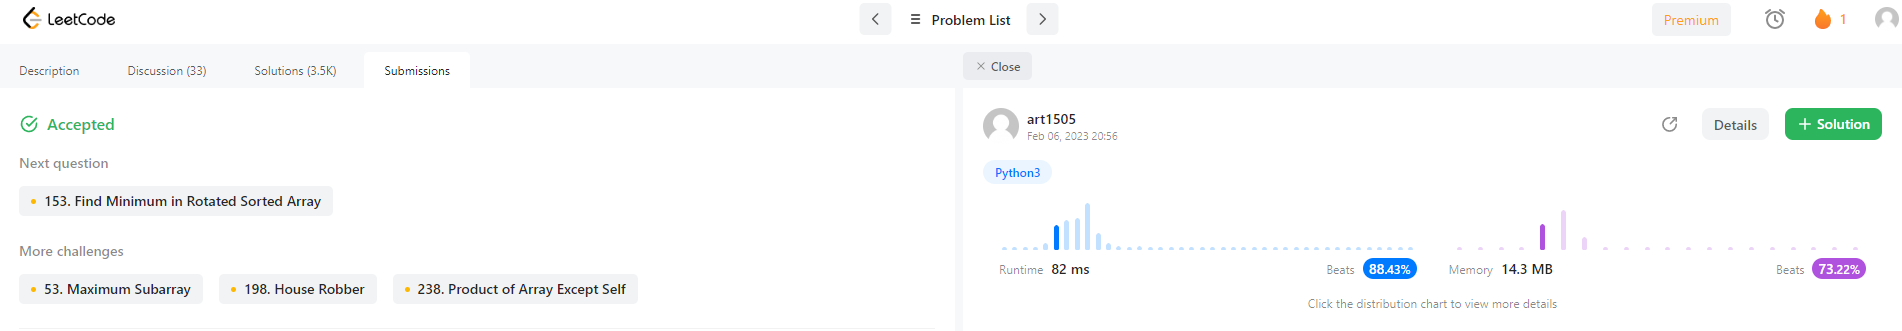 LeetCode
Problem List
Premium
1
Description
Discussion (33)
Solutions (3.5K)
Submissions
Close
Accepted
Next question
153. Find Minimum in Rotated Sorted Array
More challenges
53. Maximum Subarray
198. House Robber
238. Product of Array Except Self
art1505
Feb 06, 2023 20:56
Details
+ Solution
Python3
Runtime 82 ms
Beats 88.43%
Memory 14.3 MB
Beats 73.22%
Click the distribution chart to view more details